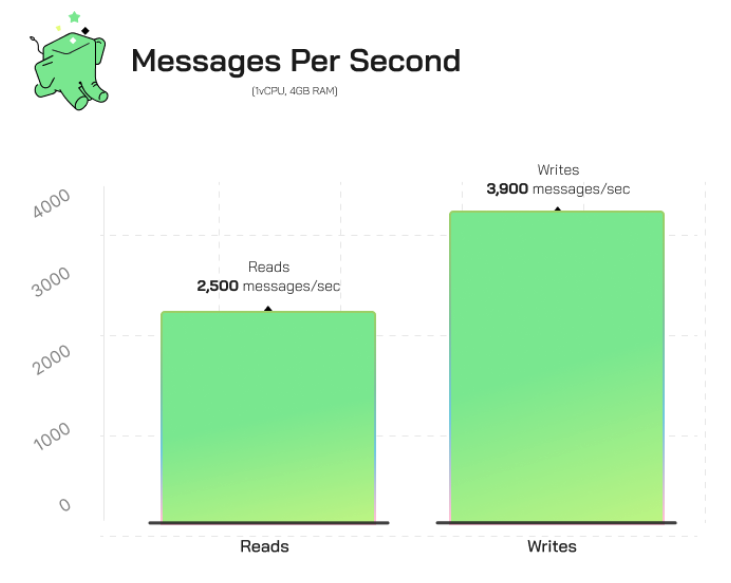 Messages Per Second
(1vCPU, 4GB RAM)
Writes
3,900 messages/sec
4000
Reads
2,500 messages/sec
3000
2000
1000
0
Reads
Writes